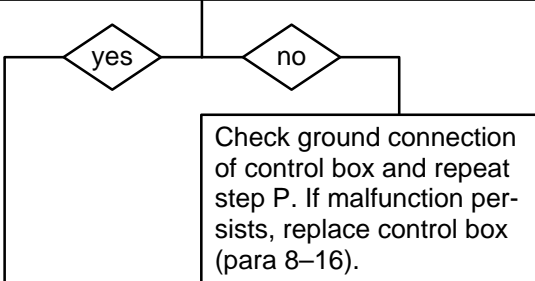 yes
no
Check ground connection
of control box and repeat
step P. If malfunction per-
sists, replace control box
(para 8–16).